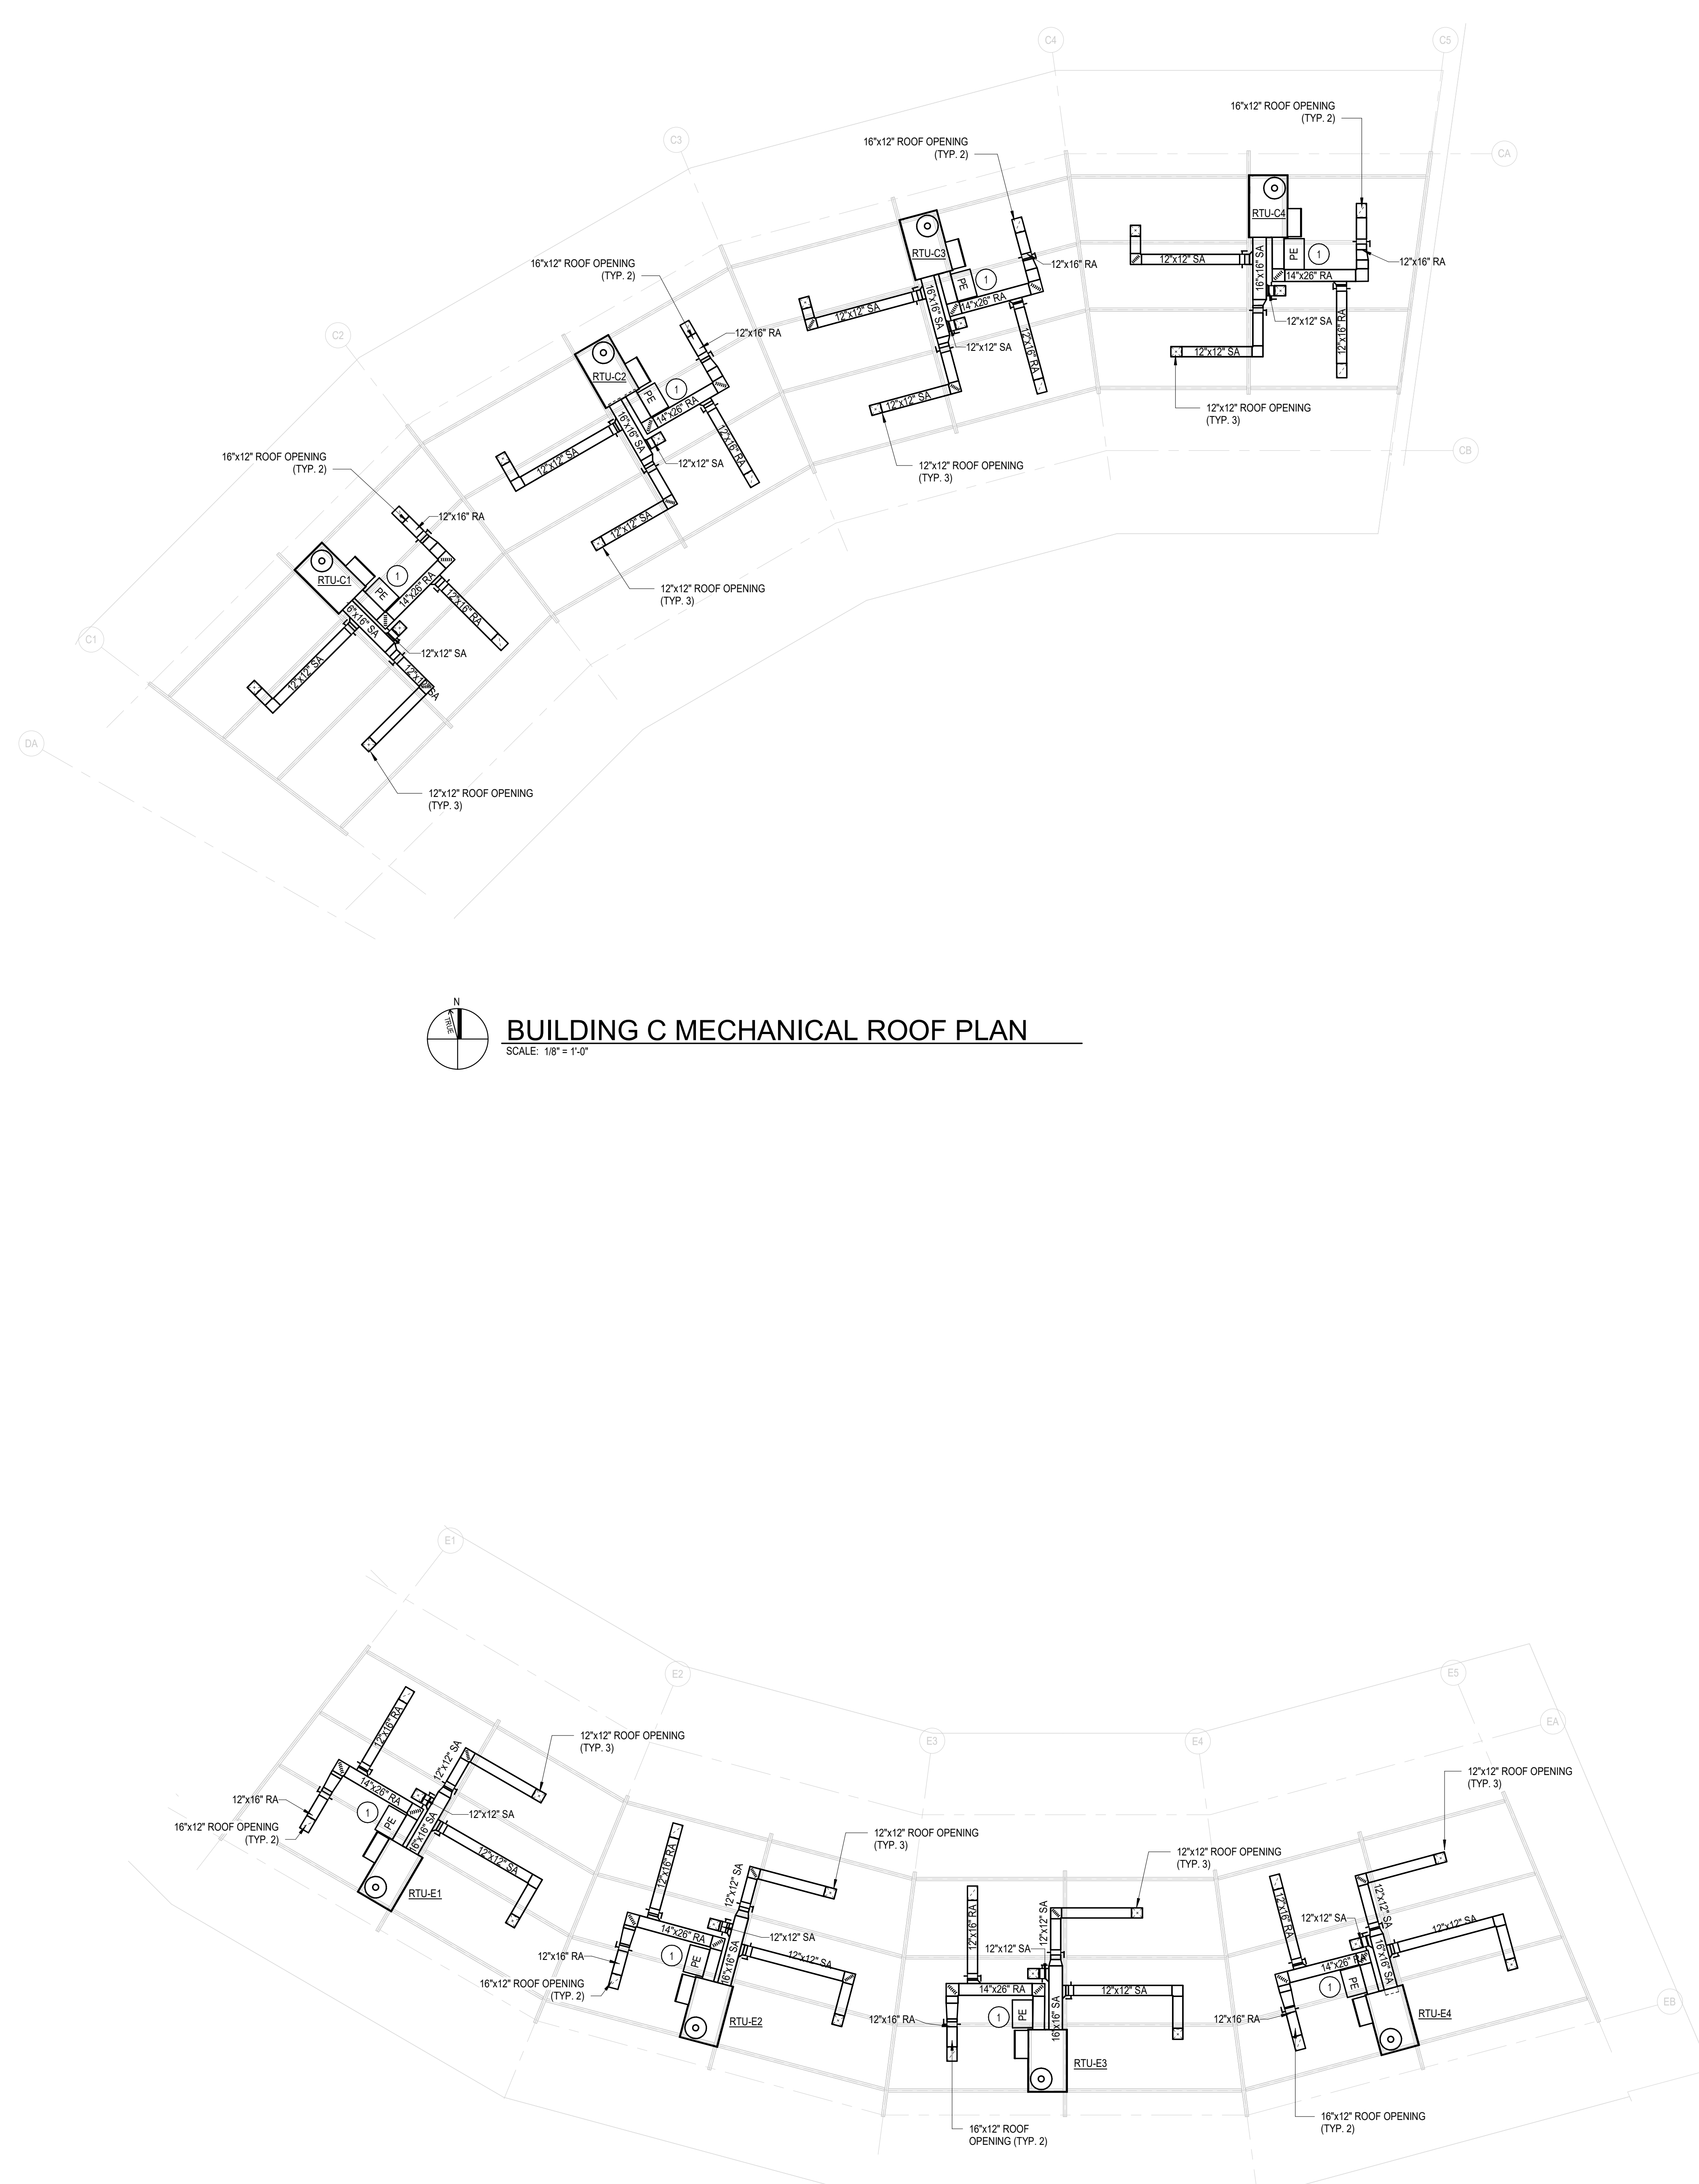 C4
C5
16"x12" ROOF OPENING
(TYP. 2)
C3
16"x12" ROOF OPENING
(TYP. 2)
CA
RTU-C4
RTU-C3
PE
1
12"x16" RA
12"x12" SA
16"x16" SA
14"x26" RA
16"x12" ROOF OPENING
(TYP. 2)
PE
1
12"x16" RA
16"x16" SA
14"x26" RA
12"x12" SA
12"x12" SA
12"x16" RA
C2
12"x16" RA
12"x12" SA
12"x16" RA
12"x12" SA
RTU-C2
PE
1
12"x12" SA
12"x12" ROOF OPENING
(TYP. 3)
14"x26" RA
16"x16" SA
12"x16" RA
CB
16"x12" ROOF OPENING
(TYP. 2)
12"x12" SA
12"x12" SA
12"x12" ROOF OPENING
(TYP. 3)
12"x16" RA
12"x12" SA
RTU-C1
PE
1
14"x26" RA
12"x12" ROOF OPENING
(TYP. 3)
12"x16" RA
6"x16" SA
C1
12"x12" SA
12"x12" SA
DA
12"x12" ROOF OPENING
(TYP. 3)
N
TRUE
BUILDING C MECHANICAL ROOF PLAN
SCALE: 1/8" = 1'-0"
E1
E2
E5
EA
E3
E4
12"x12" ROOF OPENING
(TYP. 3)
12"x16" RA
12"x12" SA
12"x12" ROOF OPENING
(TYP. 3)
14"x26" RA
12"x16" RA
1
PE
12"x12" SA
16"x12" ROOF OPENING
(TYP. 2)
16"x16" SA
12"x12" ROOF OPENING
(TYP. 3)
12"x12" SA
12"x12" ROOF OPENING
(TYP. 3)
12"x16" RA
12"x12" SA
RTU-E1
12"x16" RA
12"x12" SA
12"x16" RA
12"x12" SA
12"x12" SA
12"x12" SA
14"x26" RA
12"x12" SA
12"x12" SA
12"x16" RA
1
PE
16"x16" SA
12"x12" SA
16"x16" SA
14"x26" RA
16"x12" ROOF OPENING
(TYP. 2)
14"x26" RA
12"x12" SA
1
PE
EB
RTU-E2
12"x16" RA
1
PE
16"x16" SA
12"x16" RA
RTU-E4
RTU-E3
16"x12" ROOF
OPENING (TYP. 2)
16"x12" ROOF OPENING
(TYP. 2)